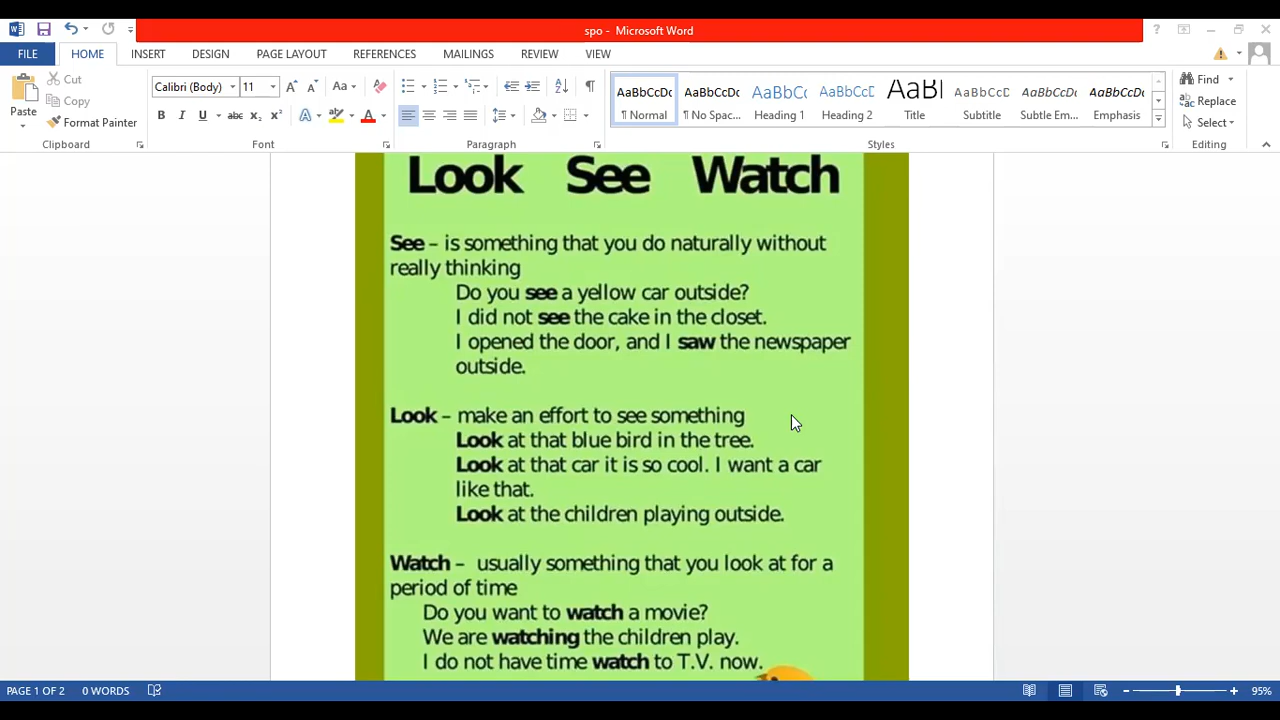 spo - Microsoft Word
FILE HOME INSERT DESIGN PAGE LAYOUT REFERENCES MAILINGS REVIEW VIEW
Cut
Copy
Format Painter
Paste
Calibri (Body) 11
AaBbCcDc AaBbCcDc AaBbCc AaBbCcD AaBl AaBbCcD AaBbCcDc AaBbCcDc
¶ Normal ¶ No Spac... Heading 1 Heading 2 Title Subtitle Subtle Em... Emphasis
Find
Replace
Select
Clipboard Font Paragraph Styles Editing
Look See Watch
See – is something that you do naturally without
really thinking
Do you see a yellow car outside?
I did not see the cake in the closet.
I opened the door, and I saw the newspaper
outside.
Look – make an effort to see something
Look at that blue bird in the tree.
Look at that car it is so cool. I want a car
like that.
Look at the children playing outside.
Watch – usually something that you look at for a
period of time
Do you want to watch a movie?
We are watching the children play.
I do not have time watch to T.V. now.
PAGE 1 OF 2 0 WORDS 95%